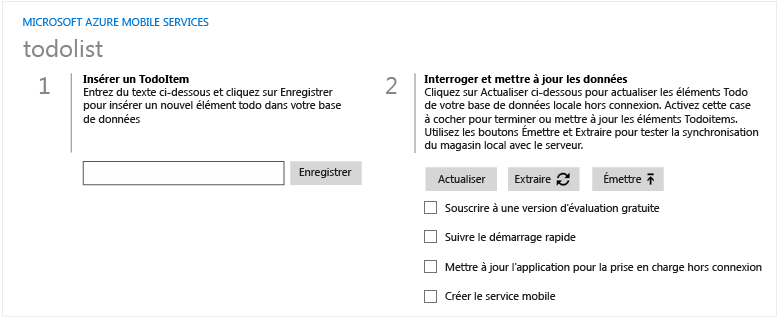 MICROSOFT AZURE MOBILE SERVICES
todolist
1
Insérer un TodoItem
Entrez du texte ci-dessous et cliquez sur Enregistrer
pour insérer un nouvel élément todo dans votre base
de données
Enregistrer
2
Interroger et mettre à jour les données
Cliquez sur Actualiser ci-dessous pour actualiser les éléments Todo
de votre base de données locale hors connexion. Activez cette case
à cocher pour terminer ou mettre à jour les éléments Todoitems.
Utilisez les boutons Émettre et Extraire pour tester la synchronisation
du magasin local avec le serveur.
Actualiser
Extraire
Émettre
Souscrire à une version d'évaluation gratuite
Suivre le démarrage rapide
Mettre à jour l'application pour la prise en charge hors connexion
Créer le service mobile